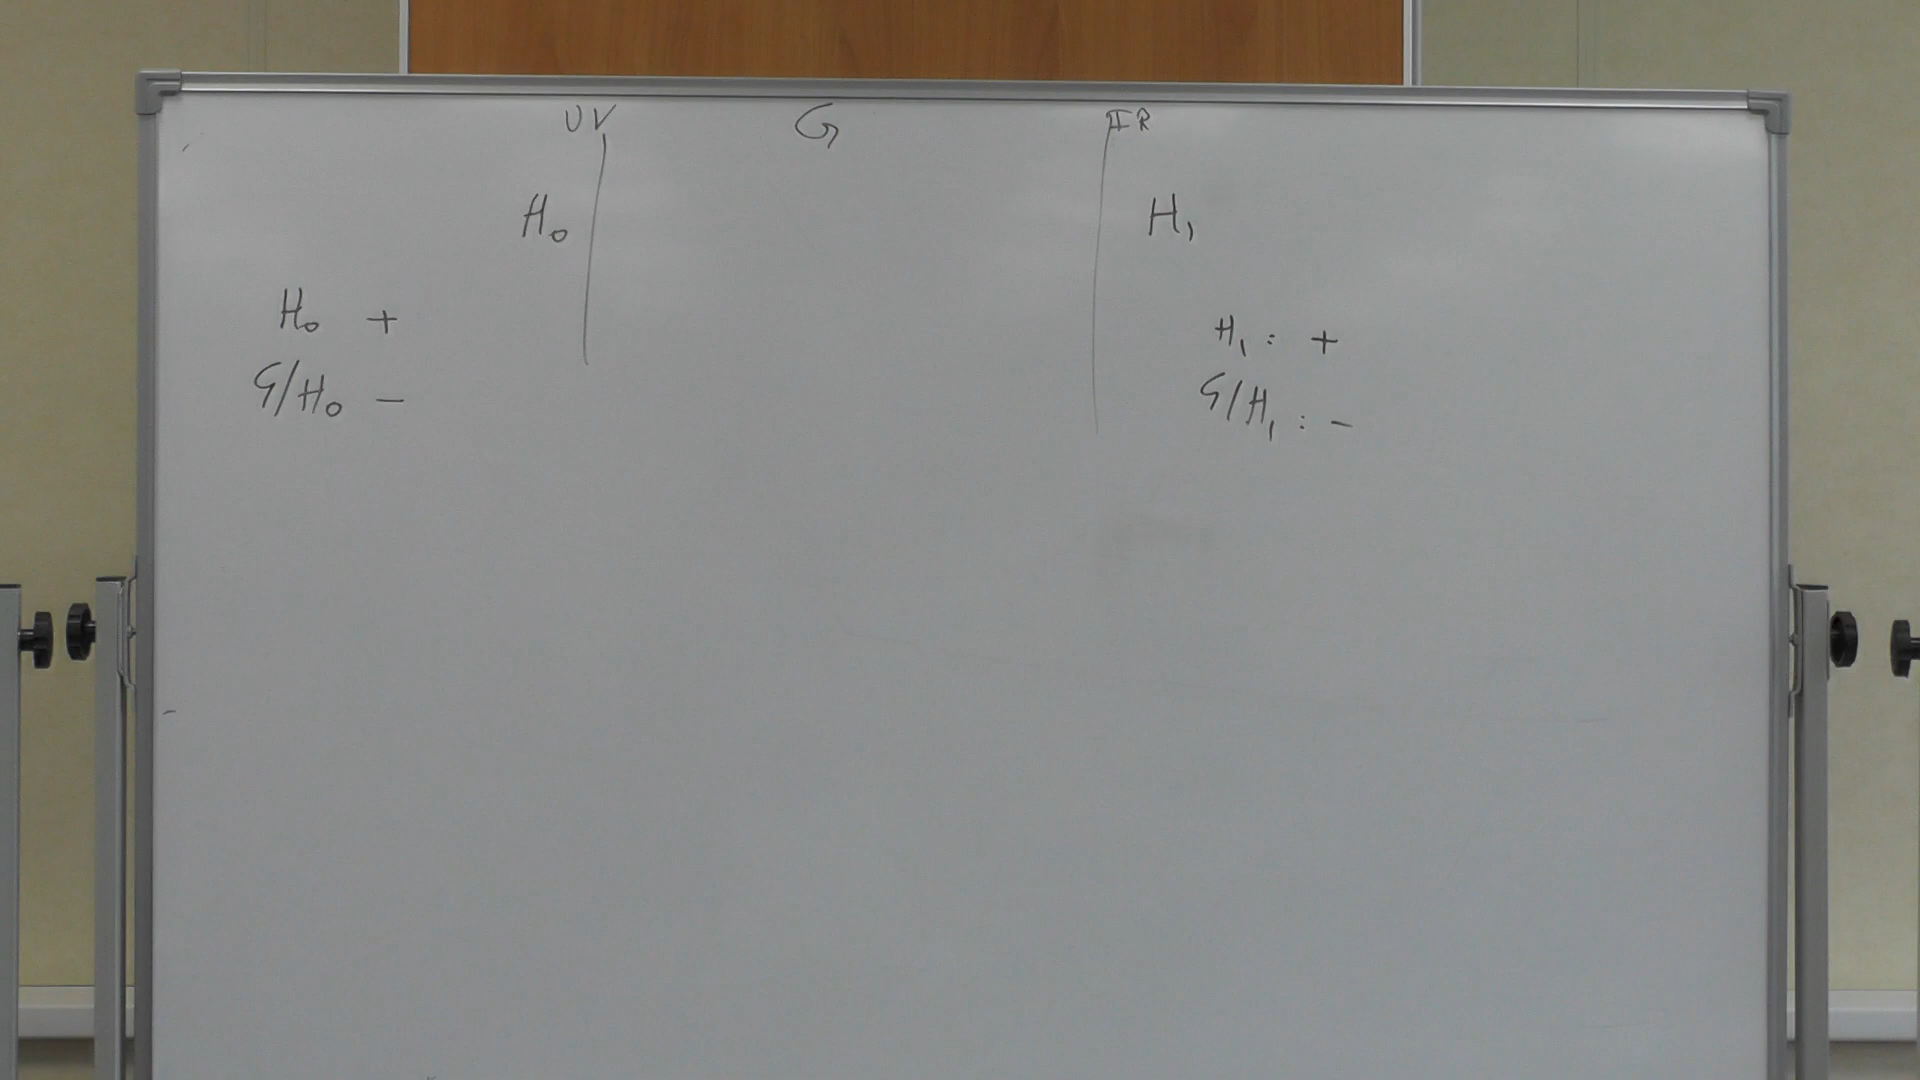 UV G IR
H₀ H₁
H₀ +
G/H₀ −
H₁ : +
G/H₁ : −